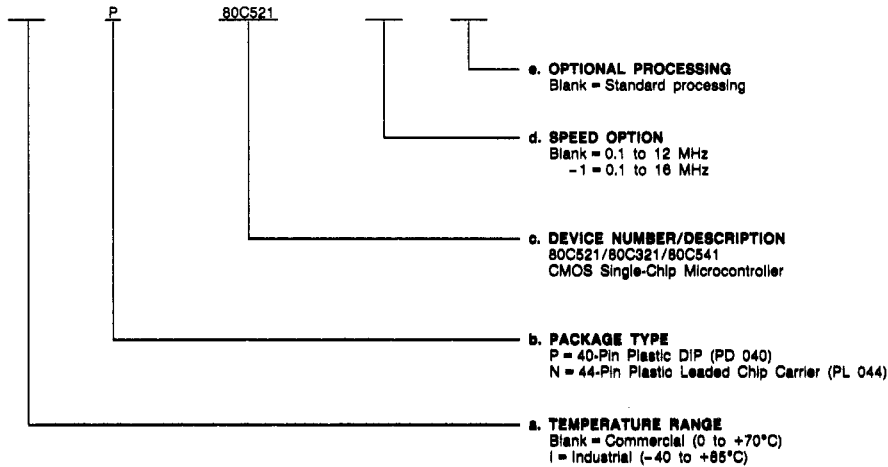 P 80C521
e. OPTIONAL PROCESSING
Blank = Standard processing
d. SPEED OPTION
Blank = 0.1 to 12 MHz
-1 = 0.1 to 16 MHz
c. DEVICE NUMBER/DESCRIPTION
80C521/80C321/80C541
CMOS Single-Chip Microcontroller
b. PACKAGE TYPE
P = 40-Pin Plastic DIP (PD 040)
N = 44-Pin Plastic Leaded Chip Carrier (PL 044)
a. TEMPERATURE RANGE
Blank = Commercial (0 to +70°C)
I = Industrial (-40 to +85°C)